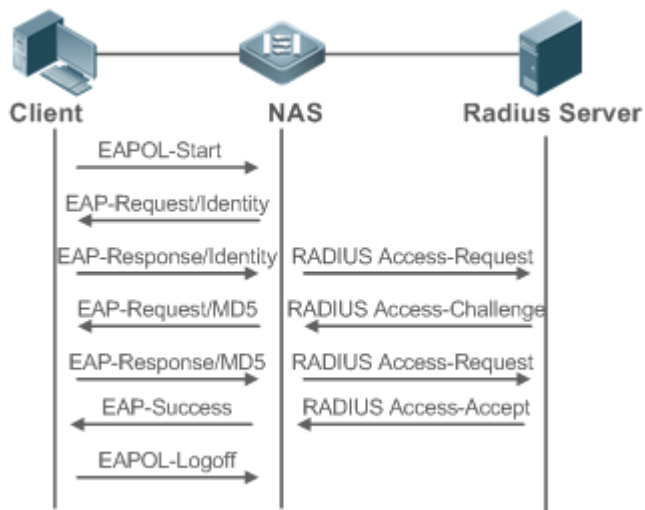 Client NAS Radius Server
EAPOL-Start
EAP-Request/Identity
EAP-Response/Identity RADIUS Access-Request
EAP-Request/MD5 RADIUS Access-Challenge
EAP-Response/MD5 RADIUS Access-Request
EAP-Success RADIUS Access-Accept
EAPOL-Logoff